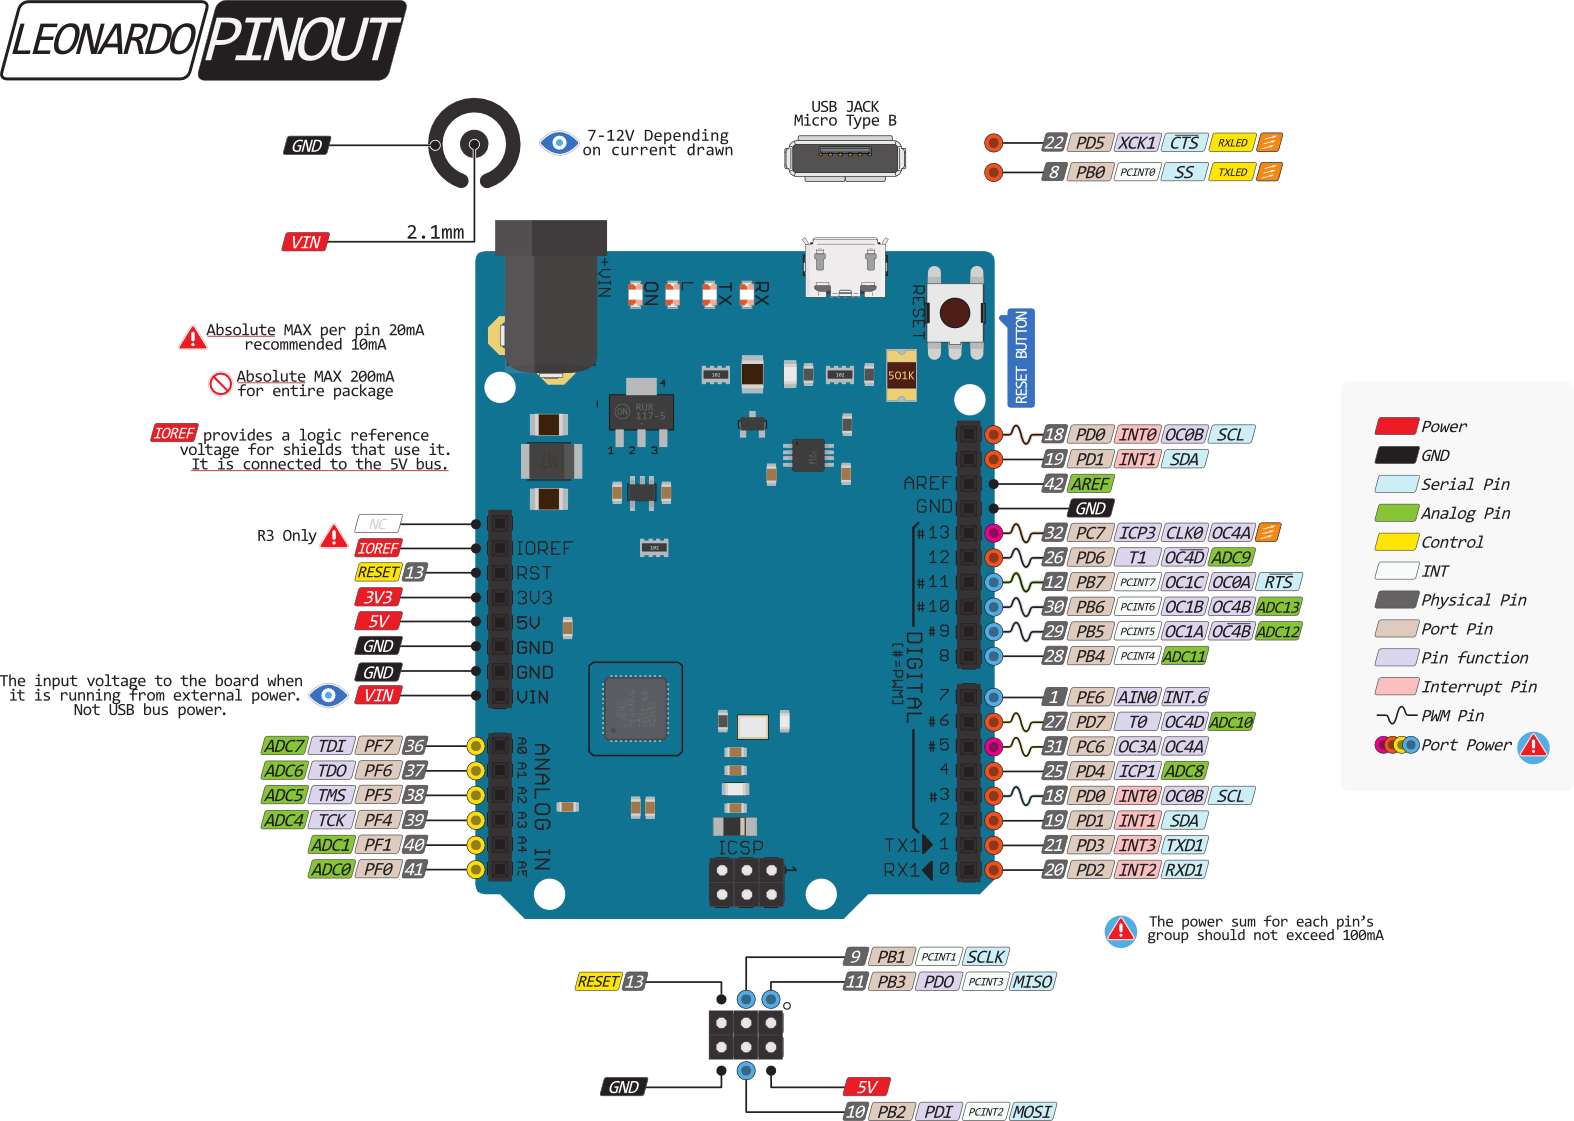 LEONARDO PINOUT
USB JACK
Micro Type B
GND
7-12V Depending
on current drawn
22 PD5 XCK1 CTS RXLED
8 PB0 PCINT0 SS TXLED
VIN
2.1mm
+VIN
ON
L
TX
RX
RESET
RESET BUTTON
Absolute MAX per pin 20mA
recommended 10mA
Absolute MAX 200mA
for entire package
IOREF provides a logic reference
voltage for shields that use it.
It is connected to the 5V bus.
102
102
501K
4
ON
RUR
117-5
1 2 3
M7
102
R3 Only
NC
IOREF
RESET 13
3V3
5V
GND
GND
VIN
The input voltage to the board when
it is running from external power.
Not USB bus power.
IOREF
RST
3V3
5V
GND
GND
VIN
ADC7 TDI PF7 36
ADC6 TDO PF6 37
ADC5 TMS PF5 38
ADC4 TCK PF4 39
ADC1 PF1 40
ADC0 PF0 41
A0
A1
A2
A3
A4
A5
ANALOG IN
AREF
GND
#13
12
#11
#10
#9
8
DIGITAL
[#=PWM]
7
#6
#5
4
#3
2
TX1 1
RX1 0
ICSP
1
18 PD0 INT0 OC0B SCL
19 PD1 INT1 SDA
42 AREF
GND
32 PC7 ICP3 CLK0 OC4A
26 PD6 T1 OC4D ADC9
12 PB7 PCINT7 OC1C OC0A RTS
30 PB6 PCINT6 OC1B OC4B ADC13
29 PB5 PCINT5 OC1A OC4B ADC12
28 PB4 PCINT4 ADC11
1 PE6 AIN0 INT.6
27 PD7 T0 OC4D ADC10
31 PC6 OC3A OC4A
25 PD4 ICP1 ADC8
18 PD0 INT0 OC0B SCL
19 PD1 INT1 SDA
21 PD3 INT3 TXD1
20 PD2 INT2 RXD1
Power
GND
Serial Pin
Analog Pin
Control
INT
Physical Pin
Port Pin
Pin function
Interrupt Pin
PWM Pin
Port Power
The power sum for each pin's
group should not exceed 100mA
9 PB1 PCINT1 SCLK
RESET 13
11 PB3 PDO PCINT3 MISO
GND
5V
10 PB2 PDI PCINT2 MOSI